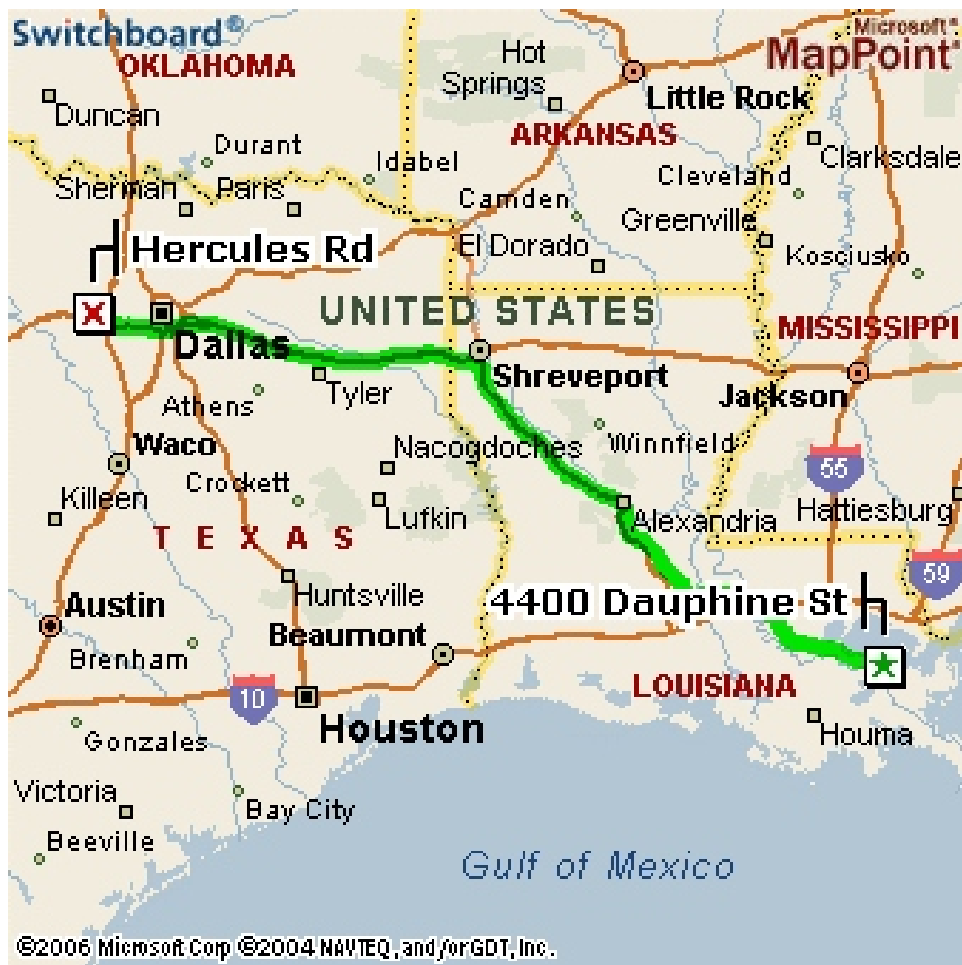 Switchboard®
Microsoft®
MapPoint®
OKLAHOMA
Hot
Springs
Little Rock
Duncan
ARKANSAS
Durant
Idabel
Clarksdale
Sherman
Paris
Cleveland
Camden
Greenville
Hercules Rd
El Dorado
Kosciusko
UNITED STATES
MISSISSIPPI
Dallas
Shreveport
Tyler
Jackson
Athens
Waco
Nacogdoches
Winnfield
55
Killeen
Crockett
Lufkin
Alexandria
Hattiesburg
TEXAS
59
Huntsville
Austin
4400 Dauphine St
Beaumont
Brenham
LOUISIANA
10
Houston
Gonzales
Houma
Victoria
Bay City
Beeville
Gulf of Mexico
©2006 Microsoft Corp ©2004 NAVTEQ, and/or GDT, Inc.